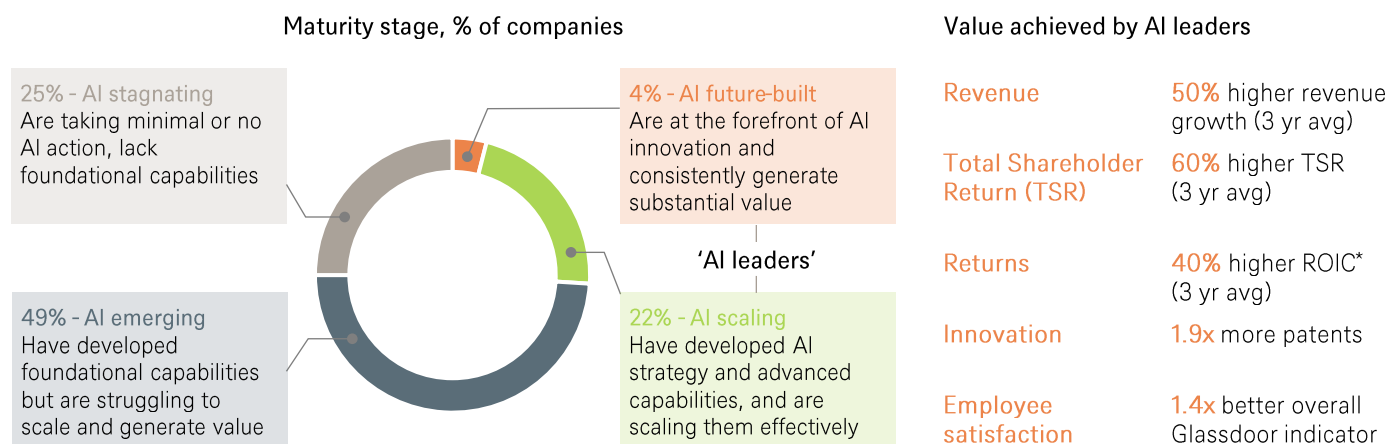 Maturity stage, % of companies
25% - AI stagnating
Are taking minimal or no
AI action, lack
foundational capabilities
4% - AI future-built
Are at the forefront of AI
innovation and
consistently generate
substantial value
'AI leaders'
49% - AI emerging
Have developed
foundational capabilities
but are struggling to
scale and generate value
22% - AI scaling
Have developed AI
strategy and advanced
capabilities, and are
scaling them effectively
Value achieved by AI leaders
Revenue
50% higher revenue
growth (3 yr avg)
Total Shareholder
Return (TSR)
60% higher TSR
(3 yr avg)
Returns
40% higher ROIC*
(3 yr avg)
Innovation
1.9x more patents
Employee
satisfaction
1.4x better overall
Glassdoor indicator